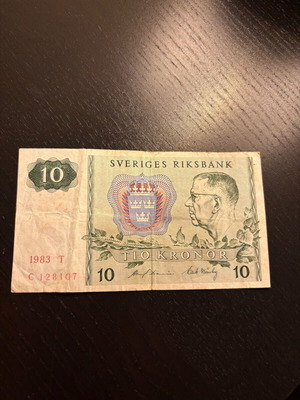 SVERIGES RIKSBANK
10
1983 T
C 128107
TIO KRONOR
10
10